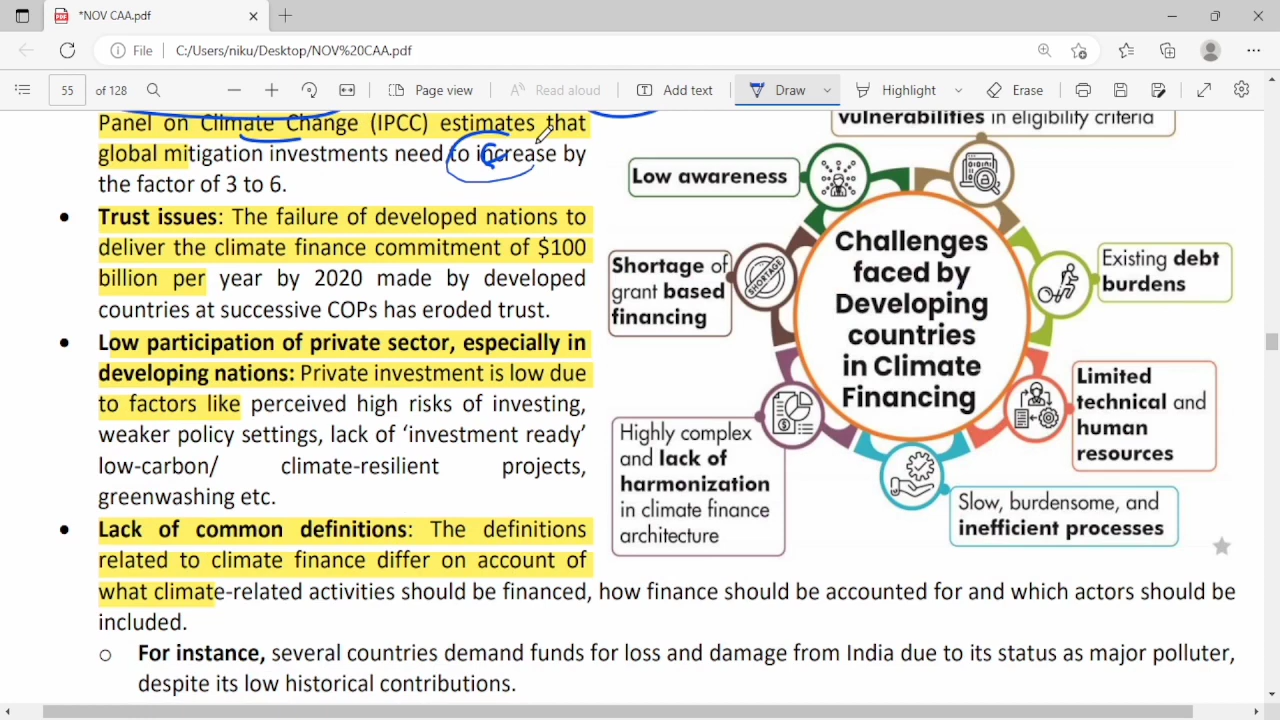 *NOV CAA.pdf
File
C:/Users/niku/Desktop/NOV%20CAA.pdf
55
of 128
Page view
Read aloud
Add text
Draw
Highlight
Erase
Panel on Climate Change (IPCC) estimates that
global mitigation investments need to increase by
the factor of 3 to 6.
• Trust issues: The failure of developed nations to
deliver the climate finance commitment of $100
billion per year by 2020 made by developed
countries at successive COPs has eroded trust.
• Low participation of private sector, especially in
developing nations: Private investment is low due
to factors like perceived high risks of investing,
weaker policy settings, lack of ‘investment ready’
low-carbon/ climate-resilient projects,
greenwashing etc.
• Lack of common definitions: The definitions
related to climate finance differ on account of
what climate-related activities should be financed, how finance should be accounted for and which actors should be
included.
o For instance, several countries demand funds for loss and damage from India due to its status as major polluter,
despite its low historical contributions.
Challenges
faced by
Developing
countries
in Climate
Financing
vulnerabilities in eligibility criteria
Existing debt
burdens
Limited
technical and
human
resources
Slow, burdensome, and
inefficient processes
Highly complex
and lack of
harmonization
in climate finance
architecture
Shortage of
grant based
financing
SHORTAGE
Low awareness